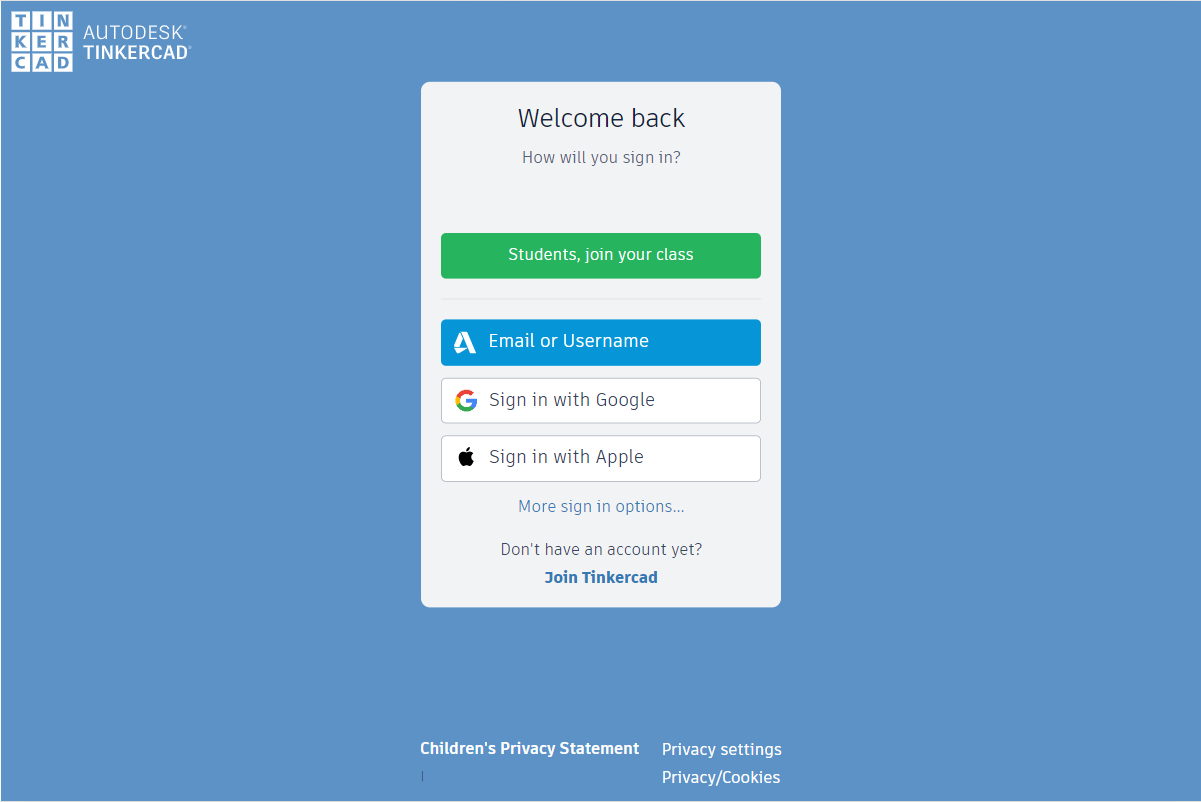 TIN
KER
CAD
AUTODESK®
TINKERCAD®
Welcome back
How will you sign in?
Students, join your class
Email or Username
Sign in with Google
Sign in with Apple
More sign in options...
Don't have an account yet?
Join Tinkercad
Children's Privacy Statement
Privacy settings
|
Privacy/Cookies